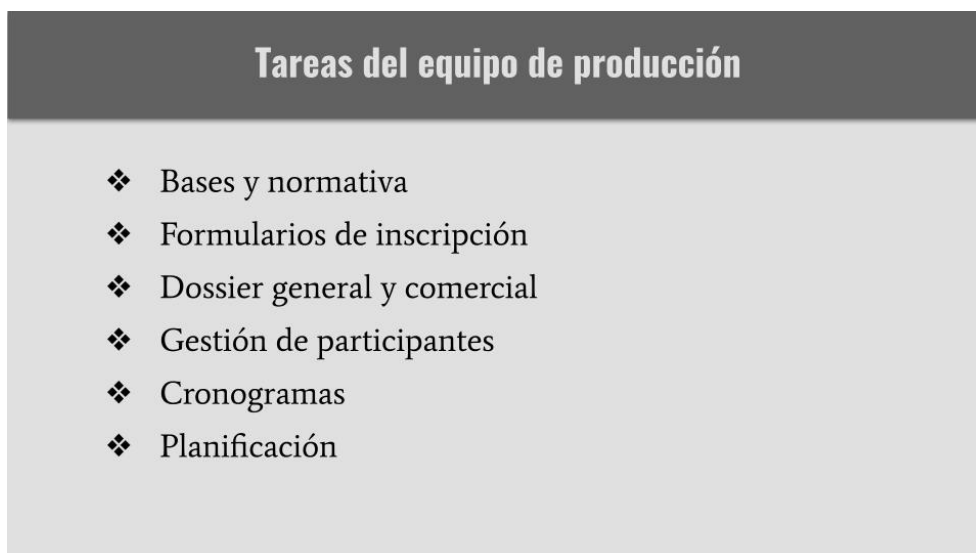 Tareas del equipo de producción
❖ Bases y normativa
❖ Formularios de inscripción
❖ Dossier general y comercial
❖ Gestión de participantes
❖ Cronogramas
❖ Planificación